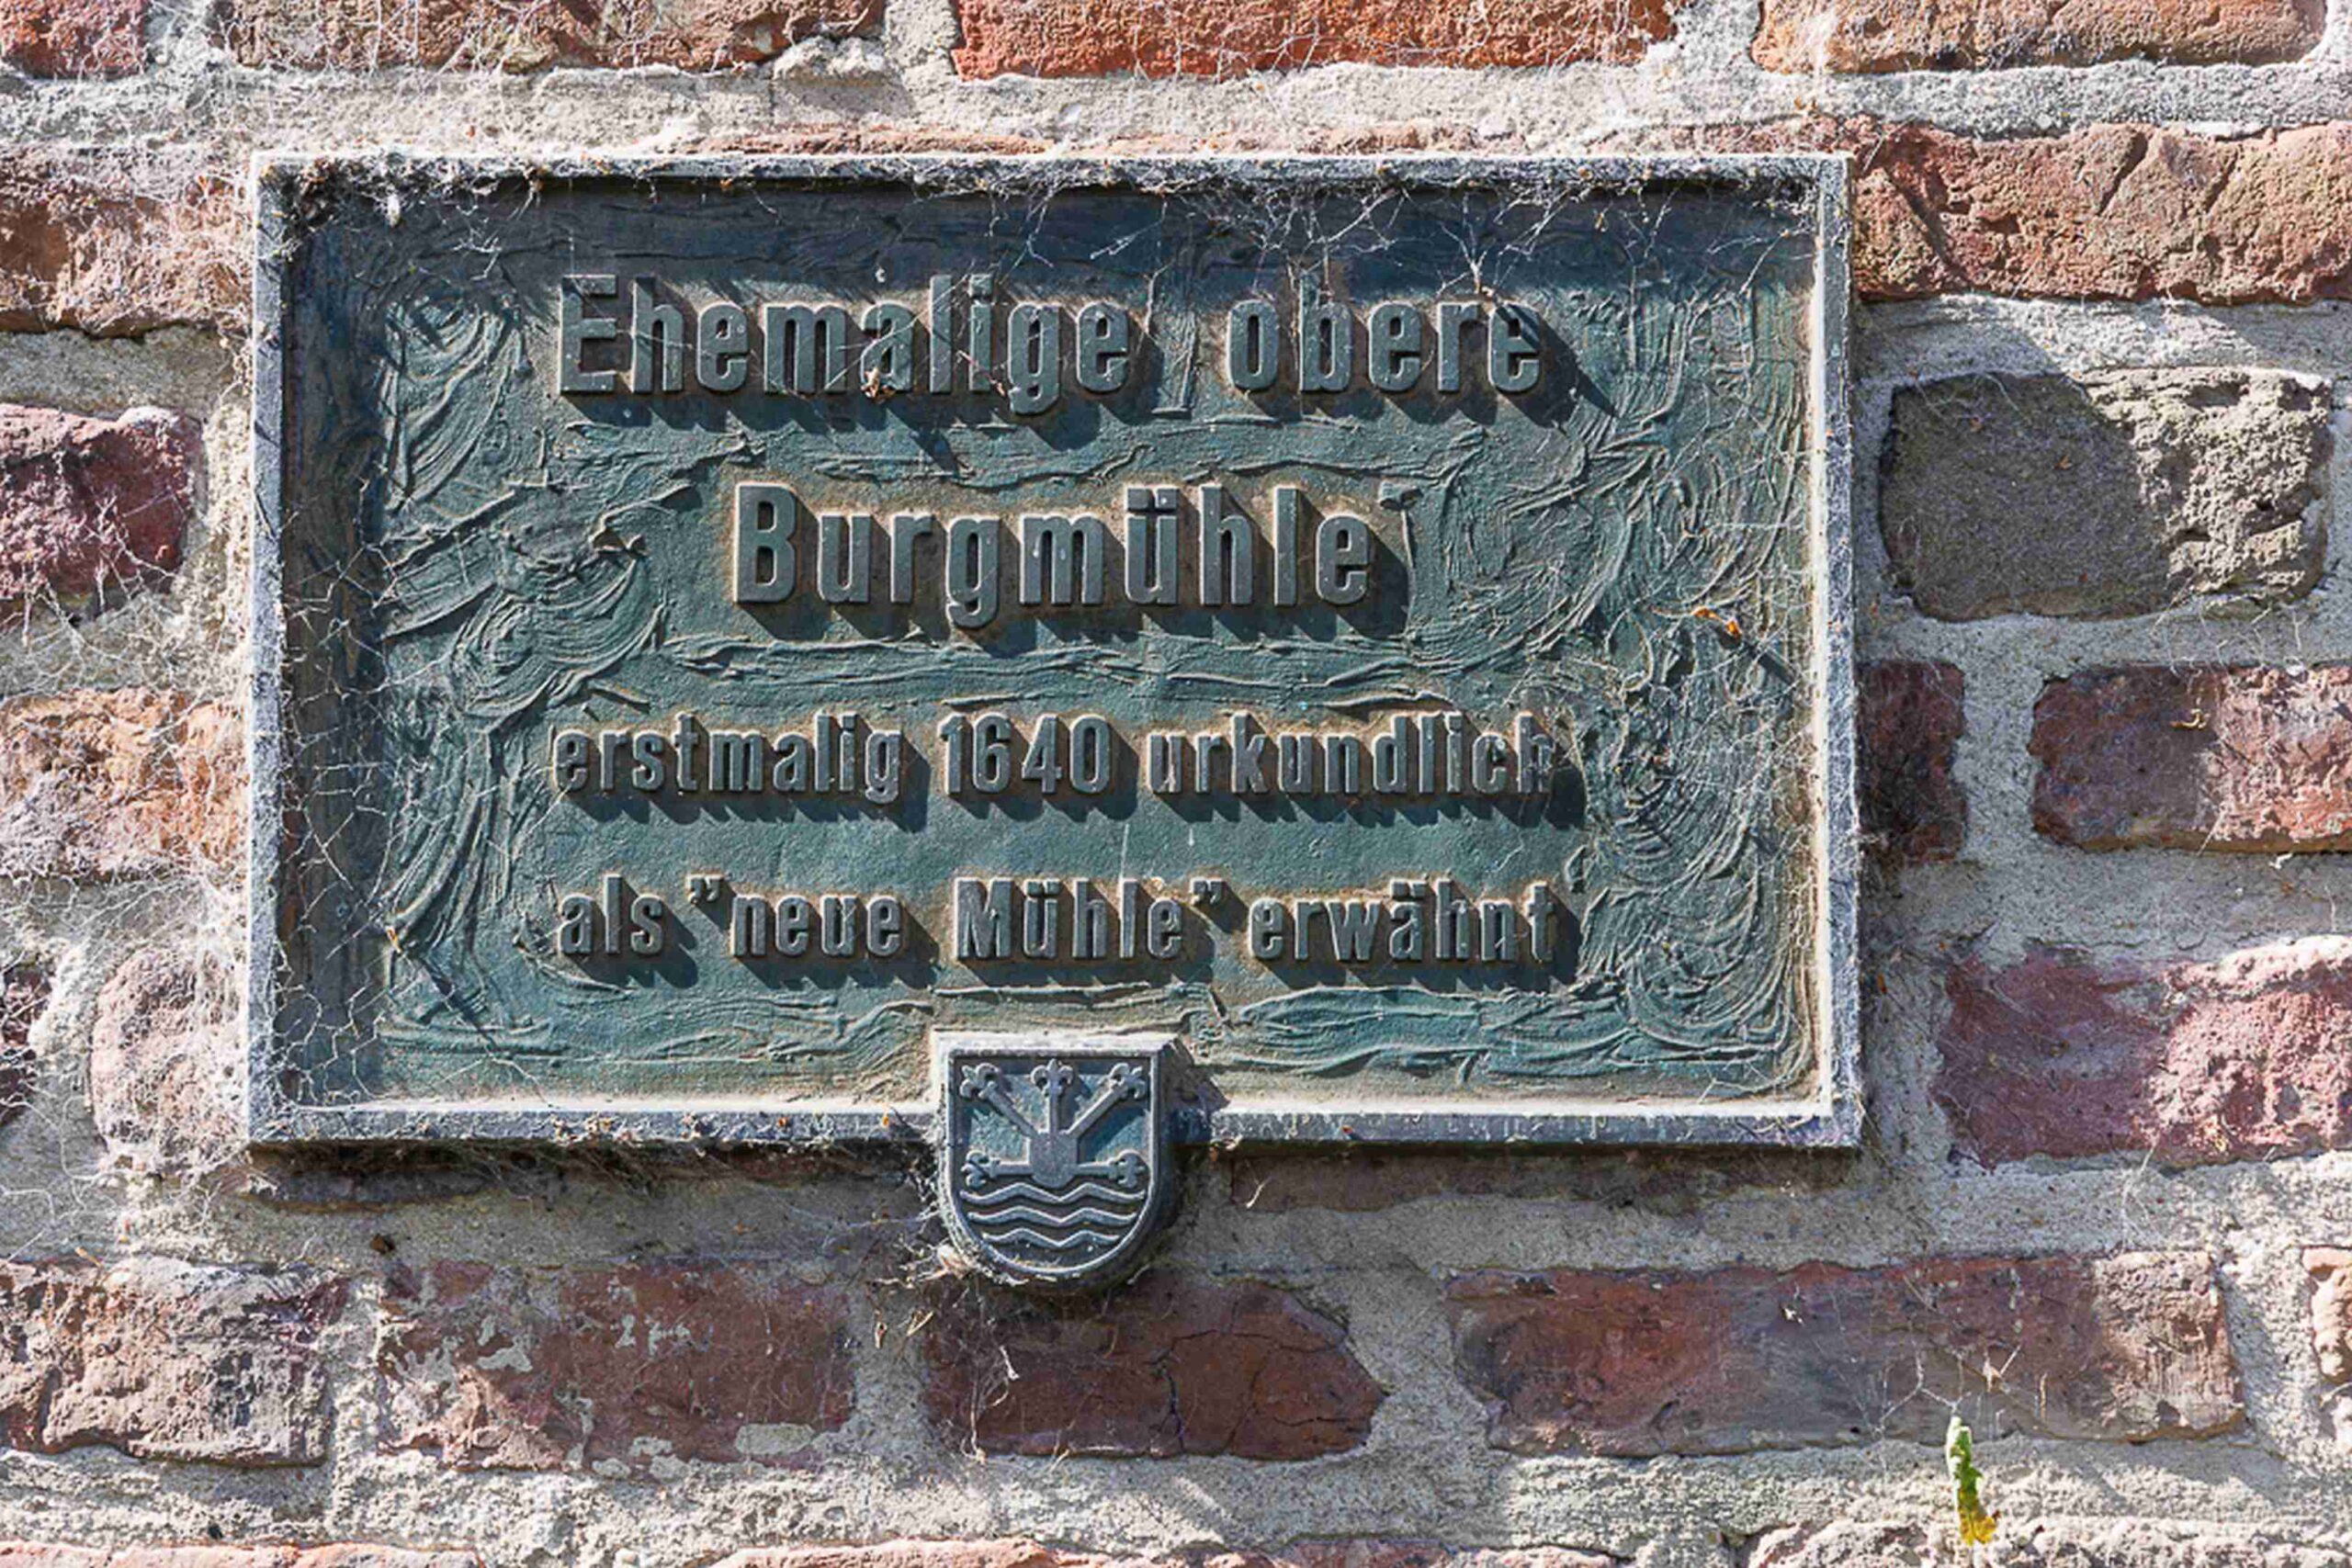 Ehemalige obere
Burgmühle
erstmalig 1640 urkundlich
als "neue Mühle" erwähnt